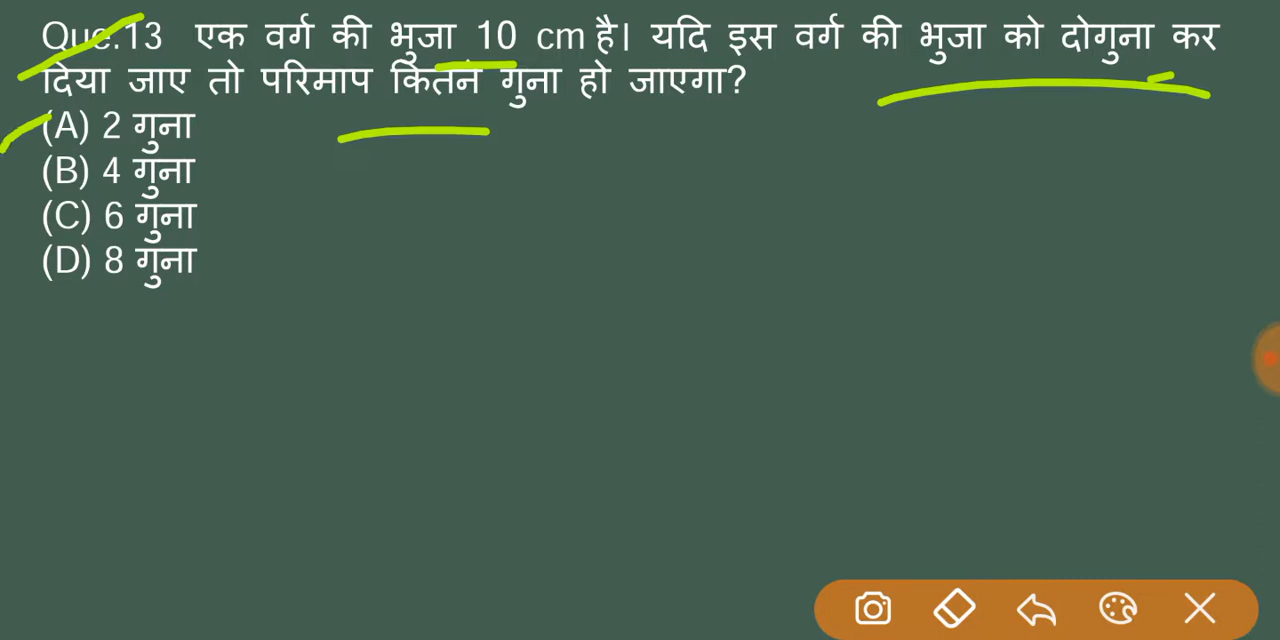 Que.13 एक वर्ग की भुजा 10 cm है। यदि इस वर्ग की भुजा को दोगुना कर
दिया जाए तो परिमाप कितने गुना हो जाएगा?
(A) 2 गुना
(B) 4 गुना
(C) 6 गुना
(D) 8 गुना